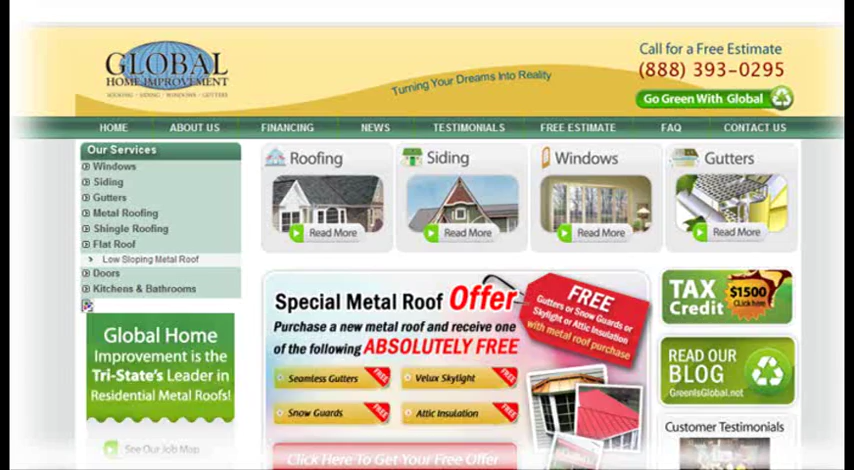 GLOBAL
HOME IMPROVEMENT
ROOFING • SIDING • WINDOWS • GUTTERS
Turning Your Dreams Into Reality
Call for a Free Estimate
(888) 393-0295
Go Green With Global
HOME
ABOUT US
FINANCING
NEWS
TESTIMONIALS
FREE ESTIMATE
FAQ
CONTACT US
Our Services
Windows
Siding
Gutters
Metal Roofing
Shingle Roofing
Flat Roof
Low Sloping Metal Roof
Doors
Kitchens & Bathrooms
Roofing
Read More
Siding
Read More
Windows
Read More
Gutters
Read More
Global Home
Improvement is the
Tri-State's Leader in
Residential Metal Roofs!
See Our Job Map
Special Metal Roof Offer
Purchase a new metal roof and receive one
of the following ABSOLUTELY FREE
FREE
Gutters or Snow Guards or
Skylight or Attic Insulation
with metal roof purchase
Seamless Gutters FREE
Velux Skylight FREE
Snow Guards FREE
Attic Insulation FREE
Click Here To Get Your Free Offer
TAX
Credit
$1500
Click here
READ OUR
BLOG
GreenIsGlobal.net
Customer Testimonials